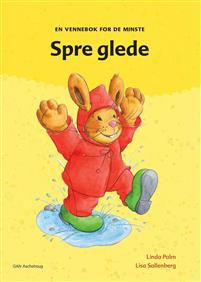 EN VENNEBOK FOR DE MINSTE
Spre glede
Linda Palm
Lisa Sollenberg
GAN Aschehoug